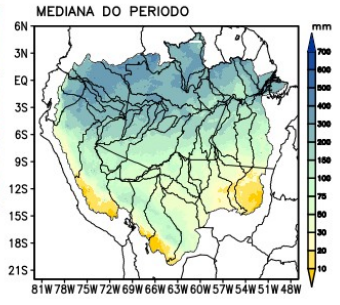 MEDIANA DO PERIODO
mm
6N
3N
EQ
3S
6S
9S
12S
15S
18S
21S
81W 78W 75W 72W 69W 66W 63W 60W 57W 54W 51W 48W
700
600
500
400
300
200
150
100
75
50
30
20
10